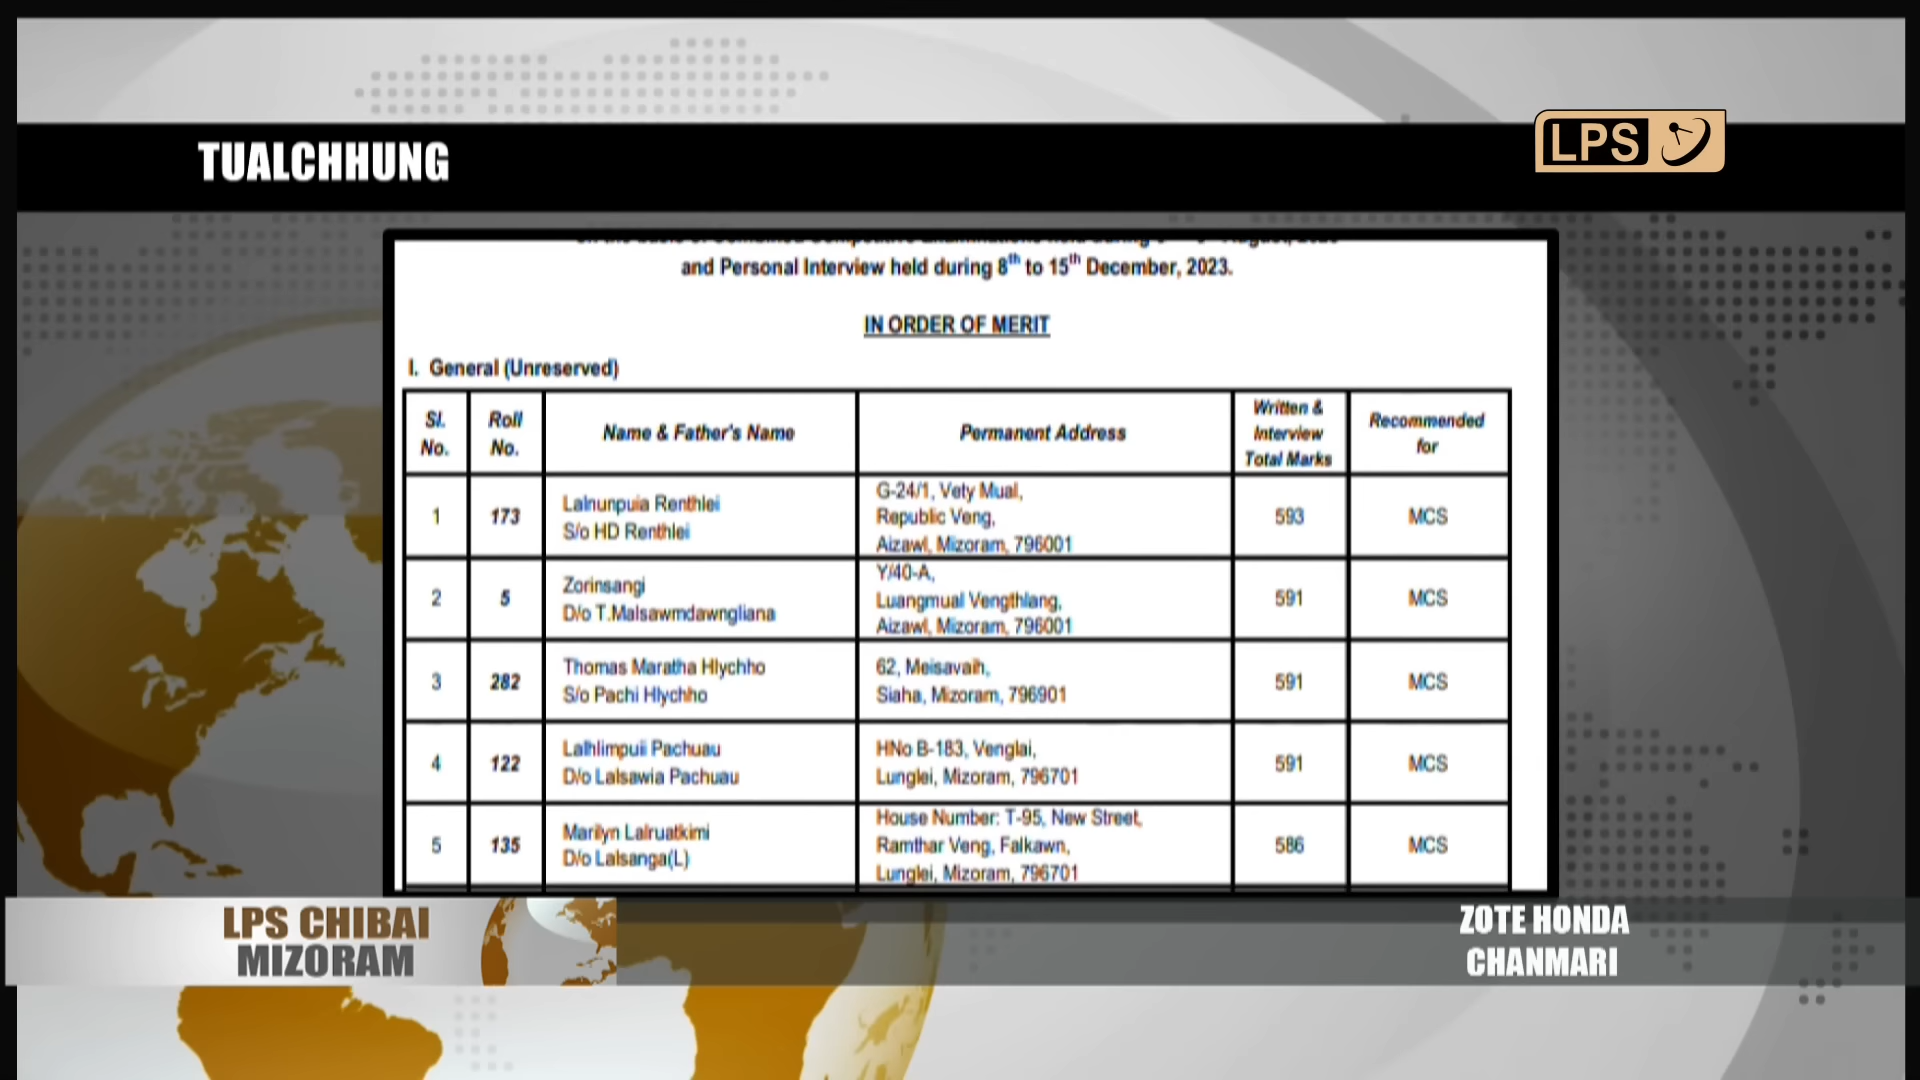 TUALCHHUNG
LPS
and Personal Interview held during 8th to 15th December, 2023.
IN ORDER OF MERIT
I. General (Unreserved)
Sl. No. Roll No. Name & Father's Name Permanent Address Written & Interview Total Marks Recommended for
1 173 Lalnunpuia Renthlei G-24/1, Vety Mual, 593 MCS
S/o HD Renthlei Republic Veng,
Aizawl, Mizoram, 796001
2 5 Zorinsangi Y/40-A, 591 MCS
D/o T.Malsawmdawngliana Luangmual Vengthlang,
Aizawl, Mizoram, 796001
3 282 Thomas Maratha Hlychho 62, Meisavaih, 591 MCS
S/o Pachi Hlychho Siaha, Mizoram, 796901
4 122 Lalhlimpuii Pachuau HNo B-183, Venglai, 591 MCS
D/o Lalsawia Pachuau Lunglei, Mizoram, 796701
5 135 Marilyn Lalruatkimi House Number: T-95, New Street, 586 MCS
D/o Lalsanga(L) Ramthar Veng, Falkawn,
Lunglei, Mizoram, 796701
LPS CHIBAI
MIZORAM
ZOTE HONDA
CHANMARI